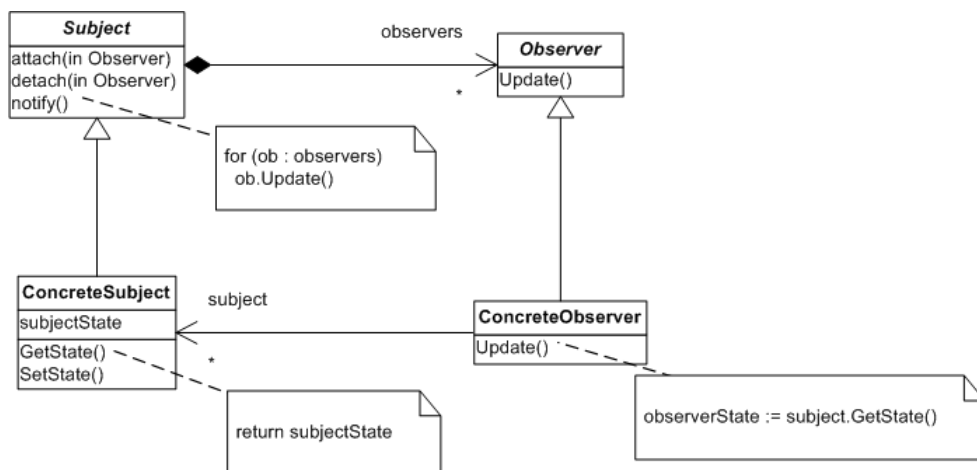 Subject
attach(in Observer)
detach(in Observer)
notify()
observers
*
Observer
Update()
for (ob : observers)
ob.Update()
ConcreteSubject
subjectState
GetState()
SetState()
subject
*
ConcreteObserver
Update()
return subjectState
observerState := subject.GetState()